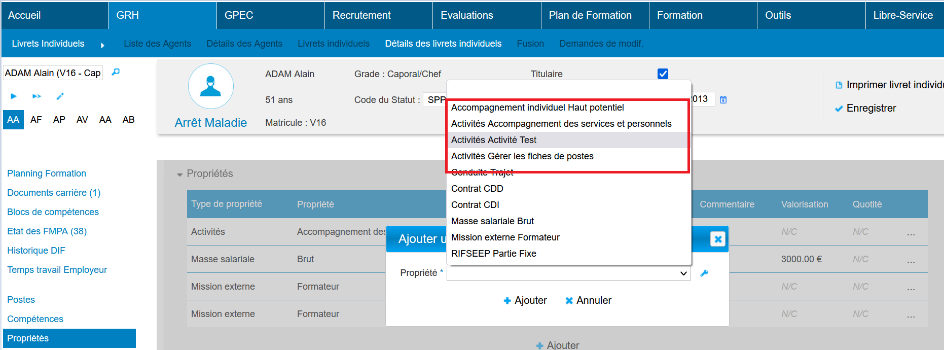 Accueil GRH GPEC Recrutement Evaluations Plan de Formation Formation Outils Libre-Service
Livrets Individuels Liste des Agents Détails des Agents Livrets Individuels Détails des livrets individuels Fusion Demandes de modif.
ADAM Alain (V16 - Cap
AA AF AP AV AA AB
Planning Formation
Documents carrière (1)
Blocs de compétences
Etat des FMPA (38)
Historique DIF
Temps travail Employeur
Postes
Compétences
Propriétés
Arrêt Maladie
ADAM Alain Grade : Caporal/Chef Titulaire
51 ans Code du Statut : SPP 2013
Matricule : V16
Imprimer livret individu
Enregistrer
Propriétés
Type de propriété Propriété Commentaire Valorisation Quotité
Activités Accompagnement des N/C N/C ...
Masse salariale Brut 3000.00 € N/C ...
Mission externe Formateur N/C N/C ...
Mission externe Formateur N/C N/C ...
Ajouter
Accompagnement individuel Haut potentiel
Activités Accompagnement des services et personnels
Activités Activité Test
Activités Gérer les fiches de postes
Conduite Trajet
Contrat CDD
Contrat CDI
Masse salariale Brut
Mission externe Formateur
RIFSEEP Partie Fixe
Ajouter u
Propriété *
Ajouter Annuler